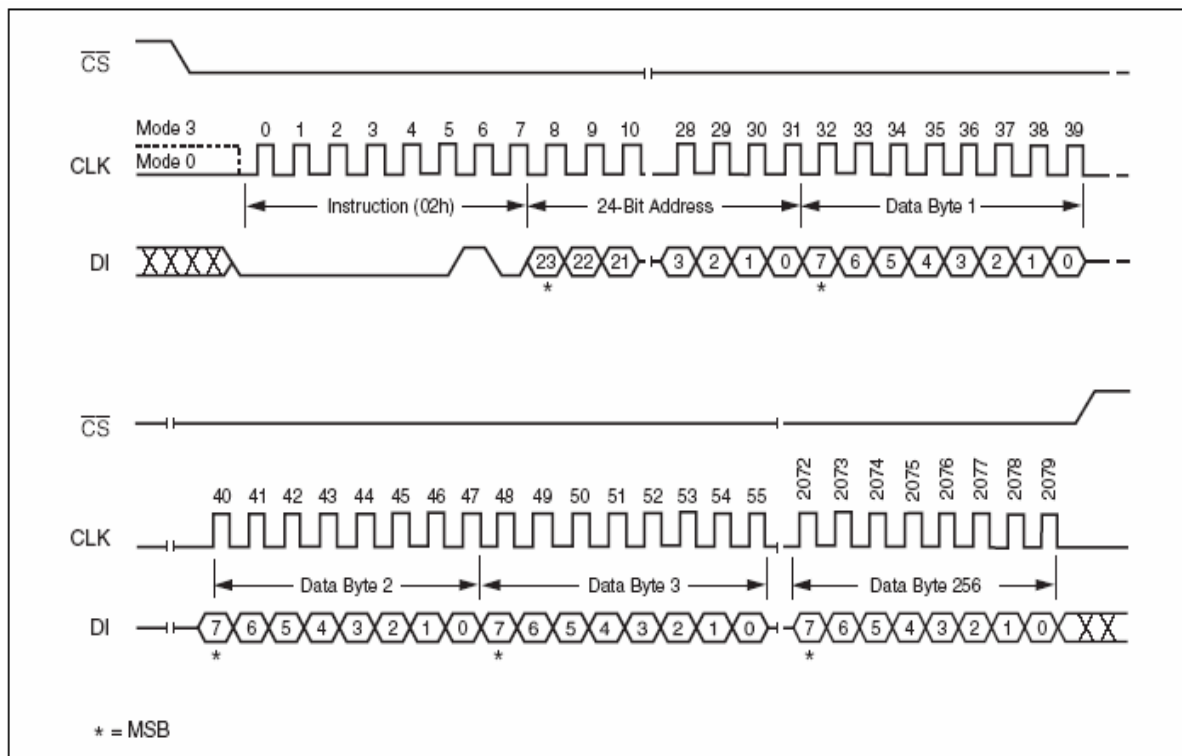 CS
0 1 2 3 4 5 6 7 8 9 10 28 29 30 31 32 33 34 35 36 37 38 39
Mode 3
Mode 0
CLK
Instruction (02h) 24-Bit Address Data Byte 1
DI 23 22 21 3 2 1 0 7 6 5 4 3 2 1 0
* *
CS
40 41 42 43 44 45 46 47 48 49 50 51 52 53 54 55 2072 2073 2074 2075 2076 2077 2078 2079
CLK
Data Byte 2 Data Byte 3 Data Byte 256
DI 7 6 5 4 3 2 1 0 7 6 5 4 3 2 1 0 7 6 5 4 3 2 1 0
* * *
* = MSB